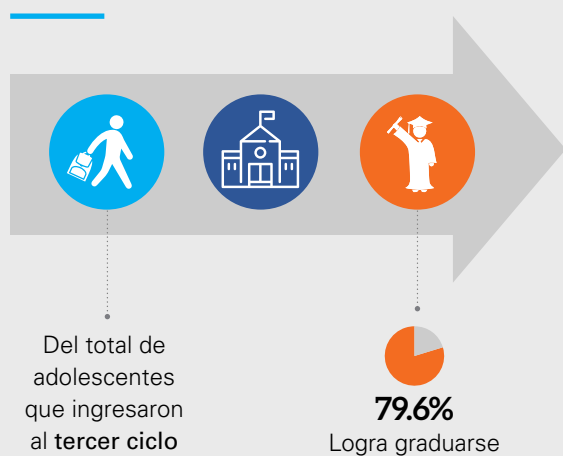 Del total de
adolescentes
que ingresaron
al tercer ciclo
79.6%
Logra graduarse